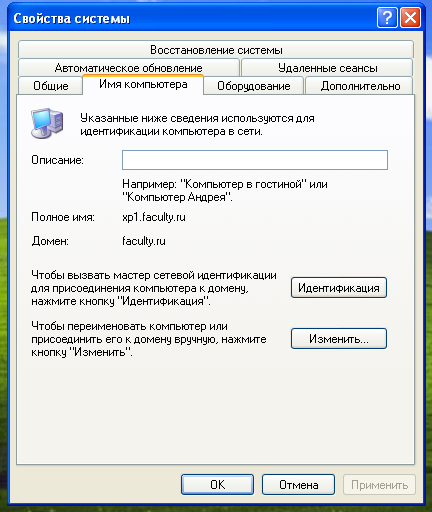 Свойства системы
Восстановление системы
Автоматическое обновление Удаленные сеансы
Общие Имя компьютера Оборудование Дополнительно
Указанные ниже сведения используются для
идентификации компьютера в сети.
Описание:
Например: "Компьютер в гостиной" или
"Компьютер Андрея".
Полное имя: xp1.faculty.ru
Домен: faculty.ru
Чтобы вызвать мастер сетевой идентификации
для присоединения компьютера к домену,
нажмите кнопку "Идентификация".
Идентификация
Чтобы переименовать компьютер или
присоединить его к домену вручную, нажмите
кнопку "Изменить".
Изменить...
OK Отмена Применить